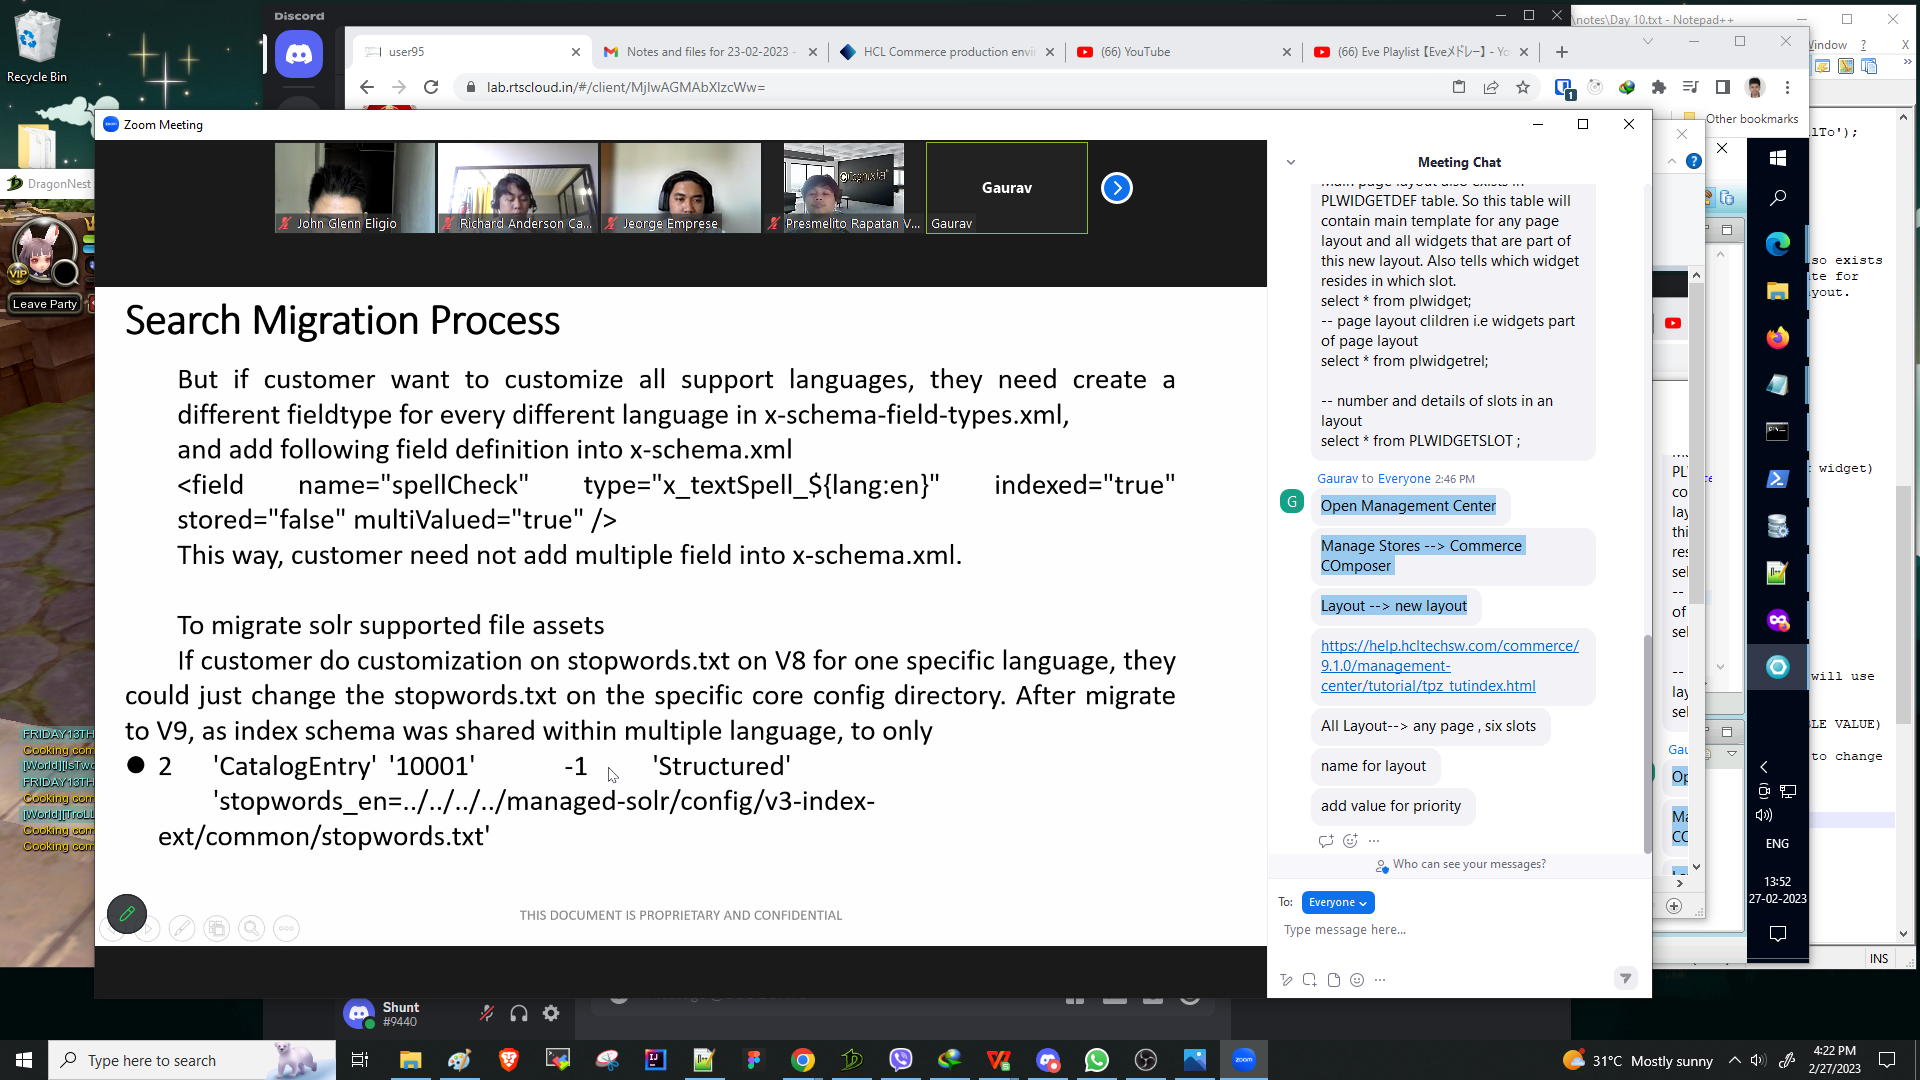 Discord
\notes\Day 10.txt - Notepad++
Recycle Bin
user95
Notes and files for 23-02-2023 -
HCL Commerce production envi
(66) YouTube
(66) Eve Playlist【Eveメドレー】 - Yo
Window ?
X
lab.rtscloud.in/#/client/MjIwAGMAbXlzcWw=
Other bookmarks
Zoom Meeting
DragonNest
VIP
Leave Party
John Glenn Eligio
Richard Anderson Ca...
Jeorge Emprese
Presmelito Rapatan V...
Gaurav
Gaurav
Search Migration Process
But if customer want to customize all support languages, they need create a
different fieldtype for every different language in x-schema-field-types.xml,
and add following field definition into x-schema.xml
<field name="spellCheck" type="x_textSpell_${lang:en}" indexed="true"
stored="false" multiValued="true" />
This way, customer need not add multiple field into x-schema.xml.
To migrate solr supported file assets
If customer do customization on stopwords.txt on V8 for one specific language, they
could just change the stopwords.txt on the specific core config directory. After migrate
to V9, as index schema was shared within multiple language, to only
● 2 'CatalogEntry' '10001' -1 'Structured'
'stopwords_en=../../../../managed-solr/config/v3-index-
ext/common/stopwords.txt'
THIS DOCUMENT IS PROPRIETARY AND CONFIDENTIAL
Meeting Chat
Main page layout also exists in
PLWIDGETDEF table. So this table will
contain main template for any page
layout and all widgets that are part of
this new layout. Also tells which widget
resides in which slot.
select * from plwidget;
-- page layout clildren i.e widgets part
of page layout
select * from plwidgetrel;
-- number and details of slots in an
layout
select * from PLWIDGETSLOT ;
Gaurav to Everyone 2:46 PM
G
Open Management Center
Manage Stores --> Commerce
COmposer
Layout --> new layout
https://help.hcltechsw.com/commerce/
9.1.0/management-
center/tutorial/tpz_tutindex.html
All Layout--> any page , six slots
name for layout
add value for priority
Who can see your messages?
To: Everyone
Type message here...
lTo');
so exists
te for
yout.
widget)
will use
LE VALUE)
to change
ENG
13:52
27-02-2023
INS
FRIDAY13TH
Cooking com
[World][IsTwo
FRIDAY13TH
Cooking com
[World][TroLL
Cooking com
Cooking com
Shunt
#9440
Type here to search
31°C Mostly sunny
4:22 PM
2/27/2023